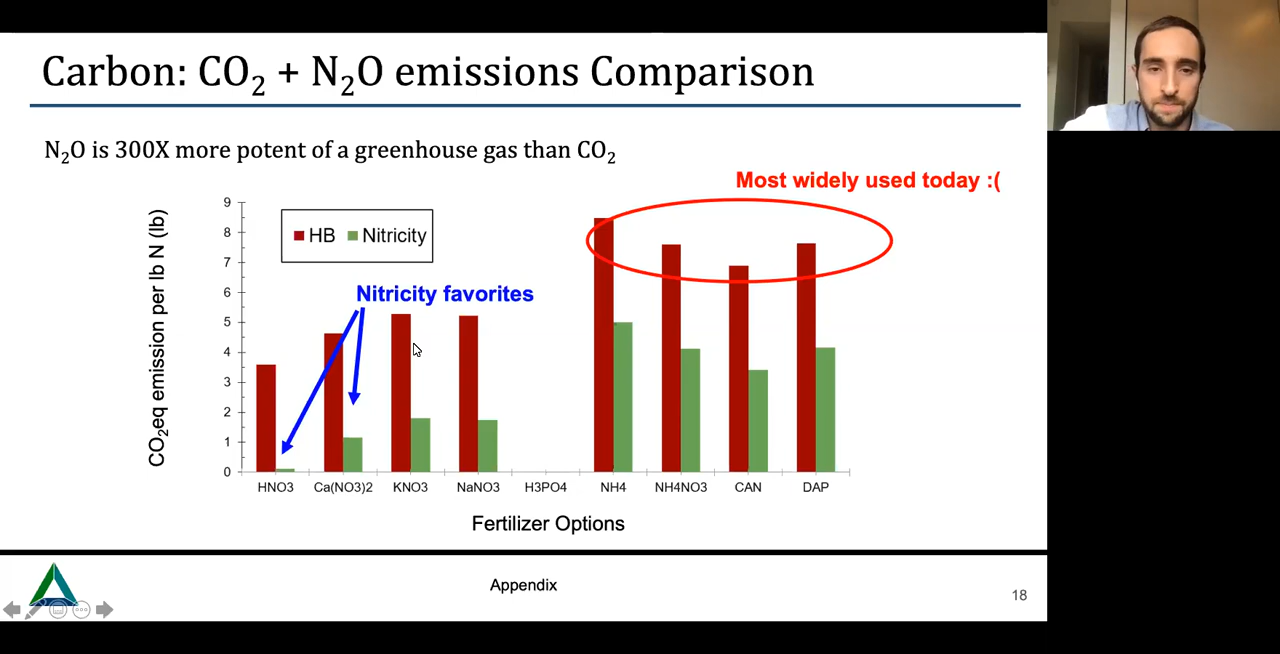 Carbon: CO₂ + N₂O emissions Comparison
N₂O is 300X more potent of a greenhouse gas than CO₂
Most widely used today :(
CO₂eq emission per lb N (lb)
9
8
7
6
5
4
3
2
1
0
HB Nitricity
Nitricity favorites
HNO3 Ca(NO3)2 KNO3 NaNO3 H3PO4 NH4 NH4NO3 CAN DAP
Fertilizer Options
Appendix
18